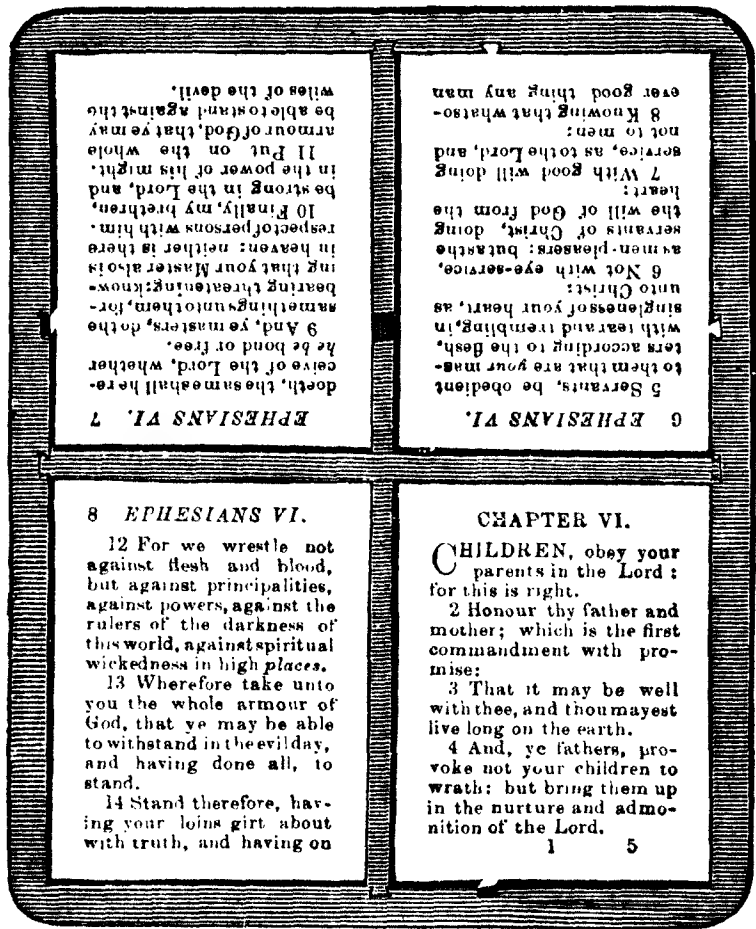 CHAPTER VI.
CHILDREN, obey your
parents in the Lord :
for this is right.
2 Honour thy father and
mother; which is the first
commandment with pro-
mise:
3 That it may be well
with thee, and thou mayest
live long on the earth.
4 And, ye fathers, pro-
voke not your children to
wrath: but bring them up
in the nurture and admo-
nition of the Lord.
1 5
6 EPHESIANS VI.
5 Servants, be obedient
to them that are your mas-
ters according to the flesh,
with fear and trembling, in
singleness of your heart, as
unto Christ:
6 Not with eye-service,
as men-pleasers; but as the
servants of Christ, doing
the will of God from the
heart;
7 With good will doing
service, as to the Lord, and
not to men:
8 Knowing that whatso-
ever good thing any man
EPHESIANS VI. 7
doeth, the same shall he re-
ceive of the Lord, whether
he be bond or free.
9 And, ye masters, do the
same things unto them, for-
bearing threatening: know-
ing that your Master also is
in heaven; neither is there
respect of persons with him.
10 Finally, my brethren,
be strong in the Lord, and
in the power of his might.
11 Put on the whole
armour of God, that ye may
be able to stand against the
wiles of the devil.
8 EPHESIANS VI.
12 For we wrestle not
against flesh and blood,
but against principalities,
against powers, against the
rulers of the darkness of
this world, against spiritual
wickedness in high places.
13 Wherefore take unto
you the whole armour of
God, that ye may be able
to withstand in the evil day,
and having done all, to
stand.
14 Stand therefore, hav-
ing your loins girt about
with truth, and having on